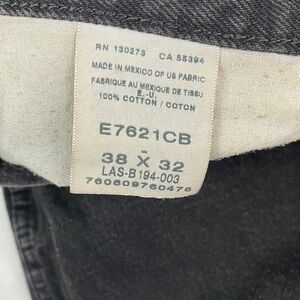 RN 130273 CA 55394
MADE IN MEXICO OF US FABRIC
FABRIQUE AU MEXIQUE DE TISSU
E.-U.
100% COTTON / COTON
E7621CB
-
38 X 32
LAS-B194-003
760609760476